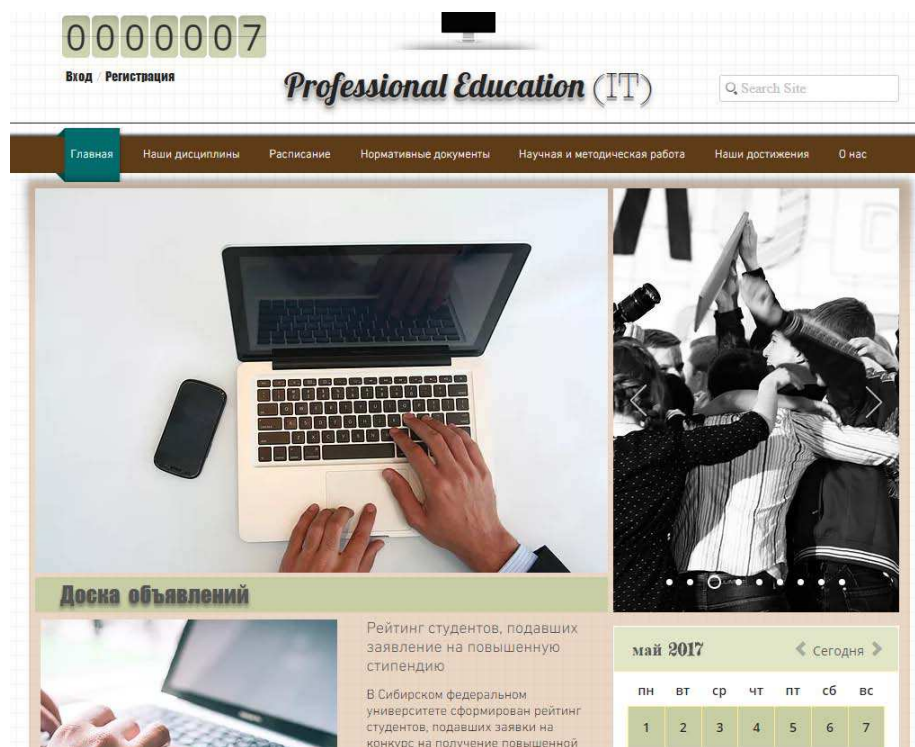 0000007
Вход / Регистрация
Professional Education (IT)
Search Site
Главная Наши дисциплины Расписание Нормативные документы Научная и методическая работа Наши достижения О нас
Доска объявлений
Рейтинг студентов, подавших
заявление на повышенную
стипендию
В Сибирском федеральном
университете сформирован рейтинг
студентов, подавших заявки на
конкурс на получение повышенной
май 2017
Сегодня
пн вт ср чт пт сб вс
1 2 3 4 5 6 7